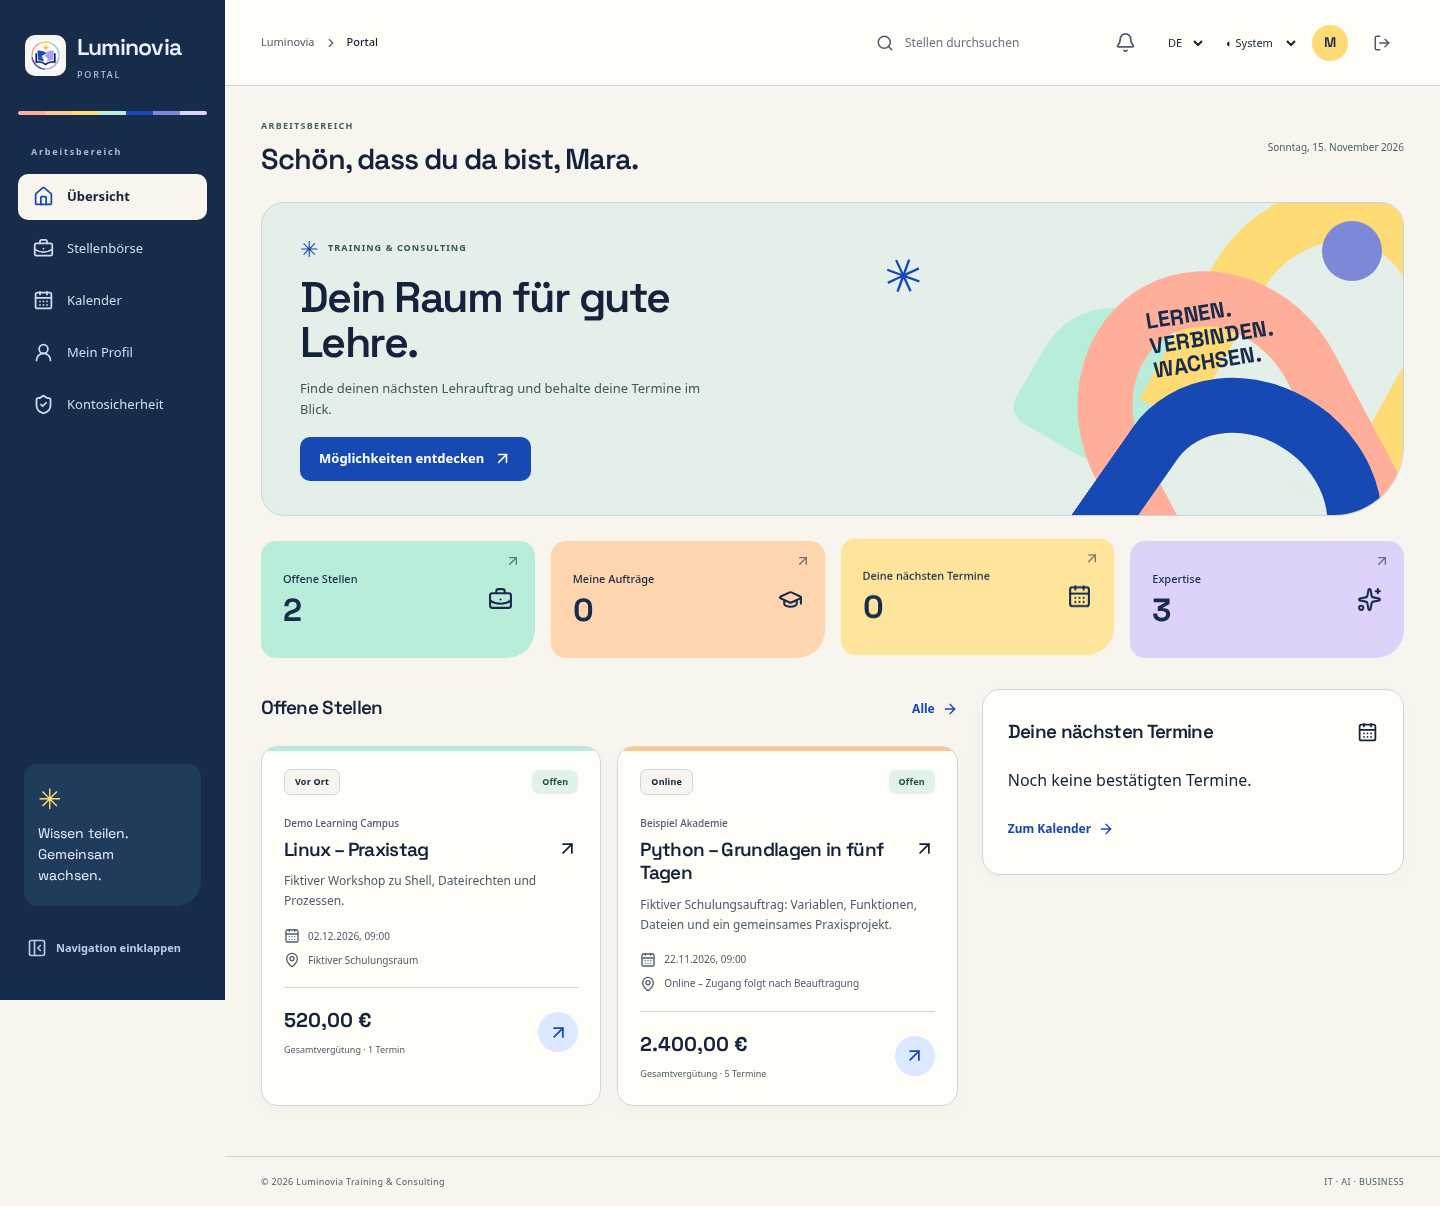 Luminovia
PORTAL
Arbeitsbereich
Übersicht
Stellenbörse
Kalender
Mein Profil
Kontosicherheit
Wissen teilen.
Gemeinsam
wachsen.
Navigation einklappen
Luminovia
Portal
Stellen durchsuchen
DE
System
M
ARBEITSBEREICH
Schön, dass du da bist, Mara.
Sonntag, 15. November 2026
TRAINING & CONSULTING
Dein Raum für gute
Lehre.
Finde deinen nächsten Lehrauftrag und behalte deine Termine im
Blick.
Möglichkeiten entdecken
LERNEN.
VERBINDEN.
WACHSEN.
Offene Stellen
2
Meine Aufträge
0
Deine nächsten Termine
0
Expertise
3
Offene Stellen
Alle
Vor Ort
Offen
Demo Learning Campus
Linux – Praxistag
Fiktiver Workshop zu Shell, Dateirechten und
Prozessen.
02.12.2026, 09:00
Fiktiver Schulungsraum
520,00 €
Gesamtvergütung · 1 Termin
Online
Offen
Beispiel Akademie
Python – Grundlagen in fünf
Tagen
Fiktiver Schulungsauftrag: Variablen, Funktionen,
Dateien und ein gemeinsames Praxisprojekt.
22.11.2026, 09:00
Online – Zugang folgt nach Beauftragung
2.400,00 €
Gesamtvergütung · 5 Termine
Deine nächsten Termine
Noch keine bestätigten Termine.
Zum Kalender
© 2026 Luminovia Training & Consulting
IT · AI · BUSINESS